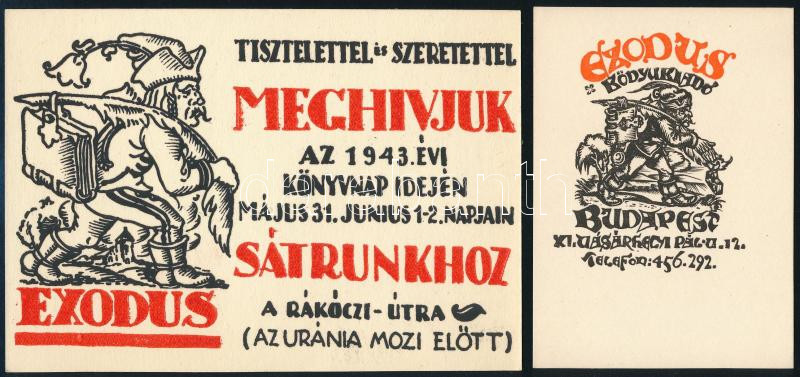 TISZTELETTEL és SZERETETTEL
MEGHIVJUK
AZ 1943. ÉVI
KÖNYVNAP IDEJÉN
MÁJUS 31. JUNIUS 1-2. NAPJAIN
SÁTRUNKHOZ
A RÁKÓCZI-ÚTRA
(AZ URÁNIA MOZI ELŐTT)
EXODUS
EXODUS
KÖNYVKIADÓ
BUDAPEST
XI. VÁSÁRHELYI PÁL-U. 12.
TELEFON: 456.292.